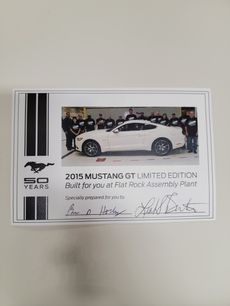 50
YEARS
2015 MUSTANG GT LIMITED EDITION
Built for you at Flat Rock Assembly Plant
Specially prepared for you by